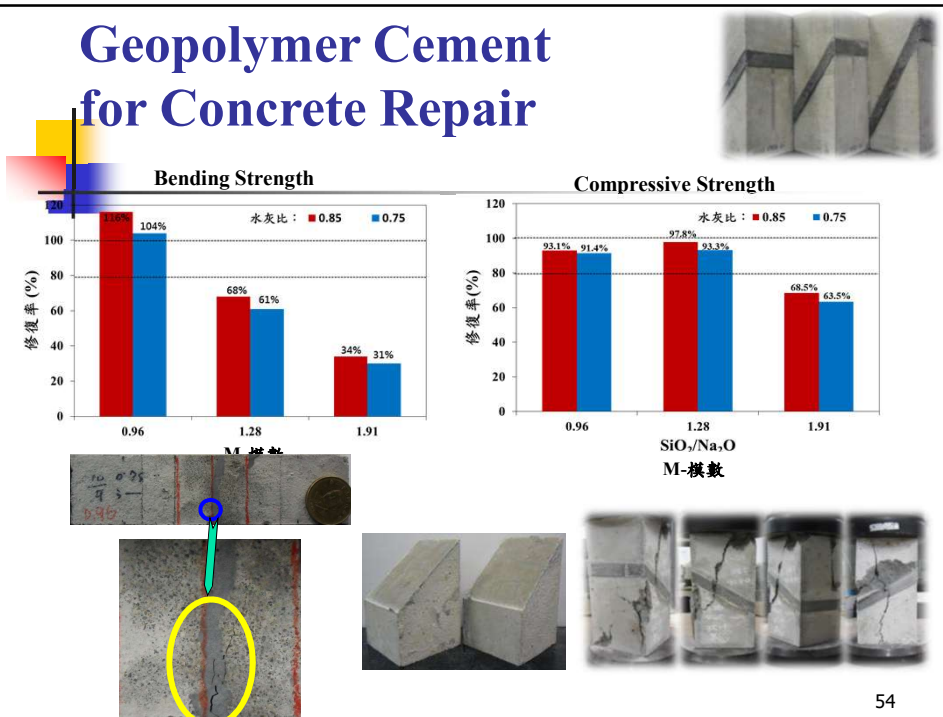 Geopolymer Cement
for Concrete Repair
Bending Strength
120
100
80
60
40
20
0
修復率(%)
水灰比： 0.85 0.75
116%
104%
68%
61%
34%
31%
0.96 1.28 1.91
M-模數
Compressive Strength
120
100
80
60
40
20
0
修復率(%)
水灰比： 0.85 0.75
93.1%
91.4%
97.8%
93.3%
68.5%
63.5%
0.96 1.28 1.91
SiO₂/Na₂O
M-模數
0.96
54